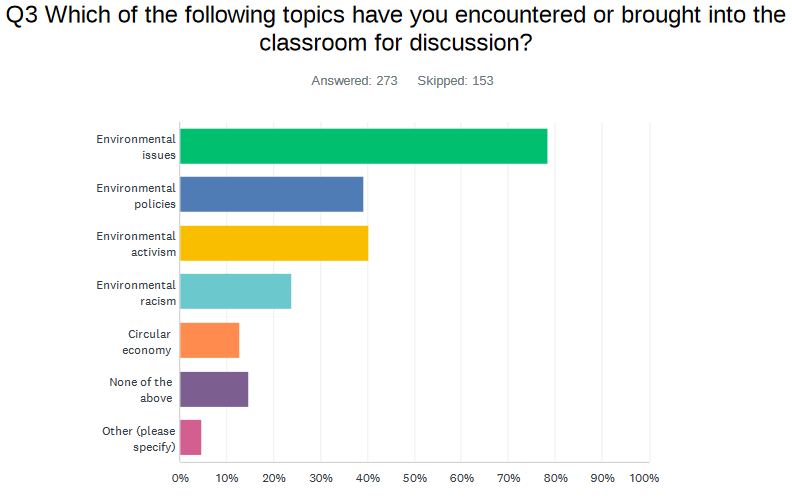 Q3 Which of the following topics have you encountered or brought into the
classroom for discussion?
Answered: 273 Skipped: 153
Environmental
issues
Environmental
policies
Environmental
activism
Environmental
racism
Circular
economy
None of the
above
Other (please
specify)
0% 10% 20% 30% 40% 50% 60% 70% 80% 90% 100%